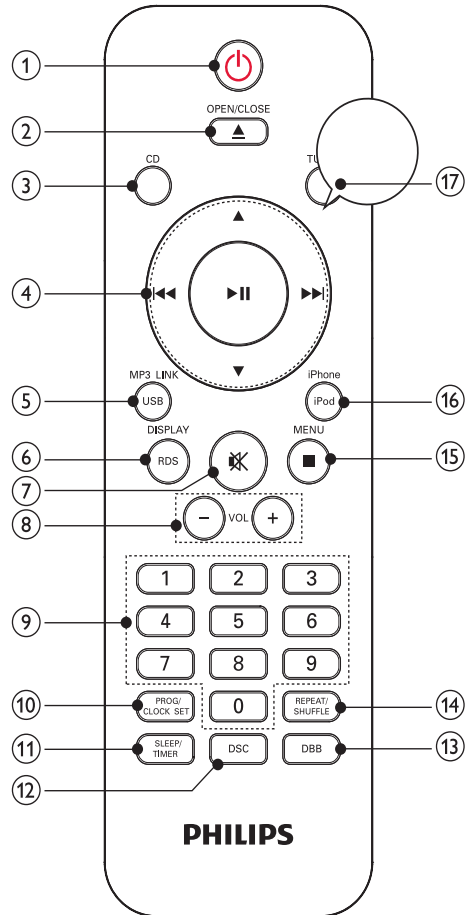 1
OPEN/CLOSE
2
CD
3
17
4
MP3 LINK
iPhone
5
USB
iPod
16
DISPLAY
MENU
6
RDS
15
7
8
VOL
1 2 3
9
4 5 6
7 8 9
10
PROG/
CLOCK SET
0
REPEAT/
SHUFFLE
14
11
SLEEP/
TIMER
DSC
DBB
13
12
PHILIPS